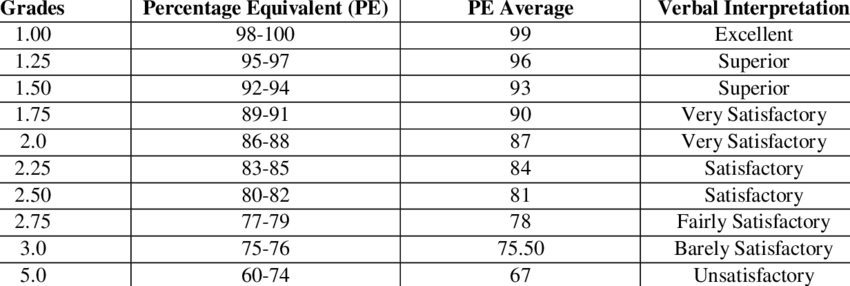 Grades Percentage Equivalent (PE) PE Average Verbal Interpretation
1.00 98-100 99 Excellent
1.25 95-97 96 Superior
1.50 92-94 93 Superior
1.75 89-91 90 Very Satisfactory
2.0 86-88 87 Very Satisfactory
2.25 83-85 84 Satisfactory
2.50 80-82 81 Satisfactory
2.75 77-79 78 Fairly Satisfactory
3.0 75-76 75.50 Barely Satisfactory
5.0 60-74 67 Unsatisfactory